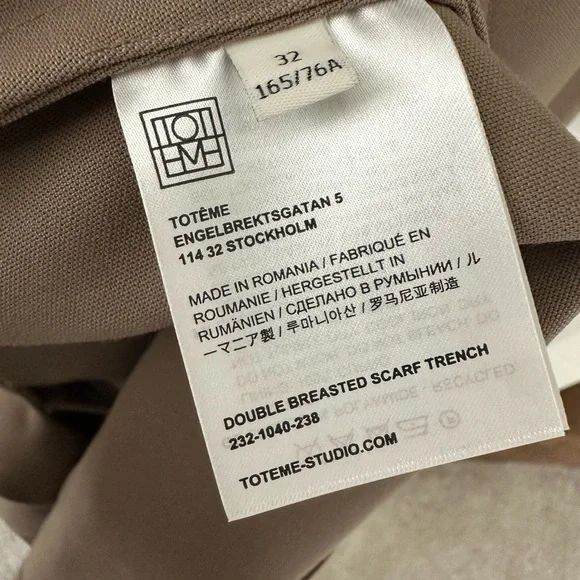 32
165/76A
TOTÊME
TOTÊME
ENGELBREKTSGATAN 5
114 32 STOCKHOLM
MADE IN ROMANIA / FABRIQUÉ EN
ROUMANIE / HERGESTELLT IN
RUMÄNIEN / СДЕЛАНО В РУМЫНИИ / ル
ーマニア製 / 루마니아산 / 罗马尼亚制造
DOUBLE BREASTED SCARF TRENCH
232-1040-238
TOTEME-STUDIO.COM